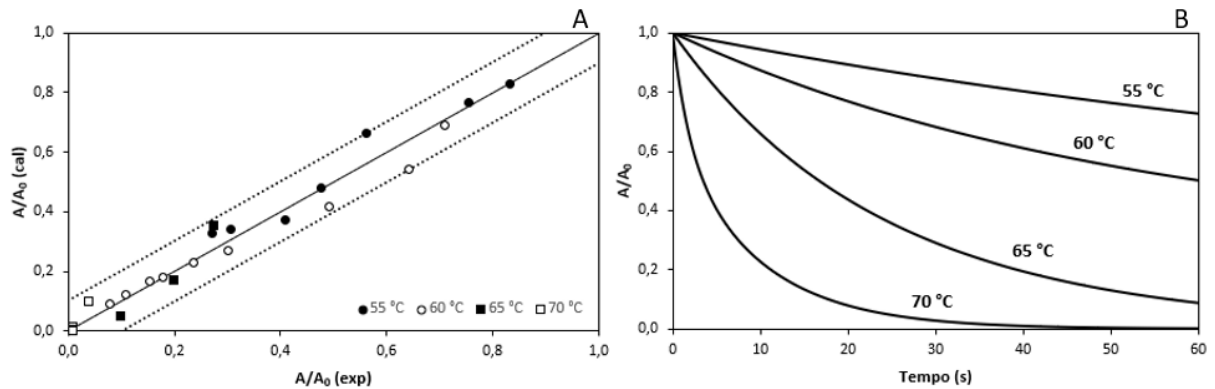 A
1,0
0,8
0,6
0,4
0,2
0,0
A/A₀ (cal)
55 °C 60 °C 65 °C 70 °C
0,0 0,2 0,4 0,6 0,8 1,0
A/A₀ (exp)
B
1,0
0,8
0,6
0,4
0,2
0,0
A/A₀
55 °C
60 °C
65 °C
70 °C
0 10 20 30 40 50 60
Tempo (s)